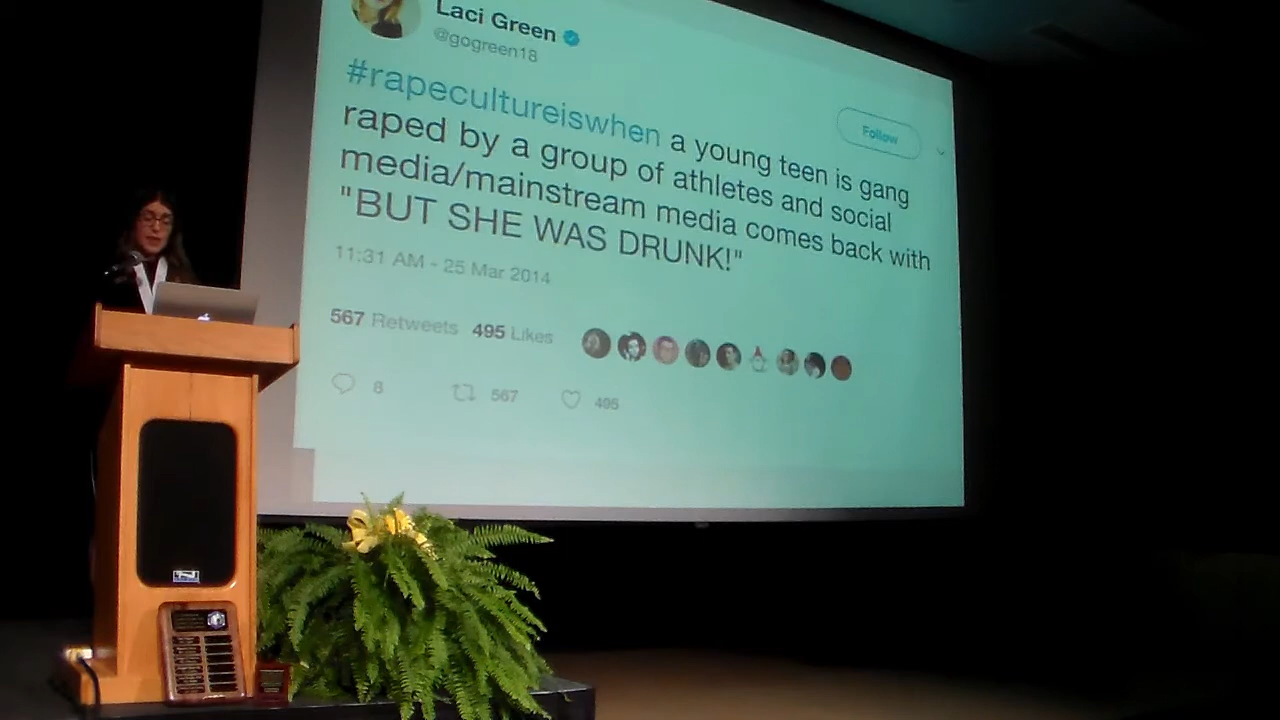 Laci Green
@gogreen18
Follow
#rapecultureiswhen a young teen is gang
raped by a group of athletes and social
media/mainstream media comes back with
"BUT SHE WAS DRUNK!"
11:31 AM - 25 Mar 2014
567 Retweets 495 Likes
8 567 495